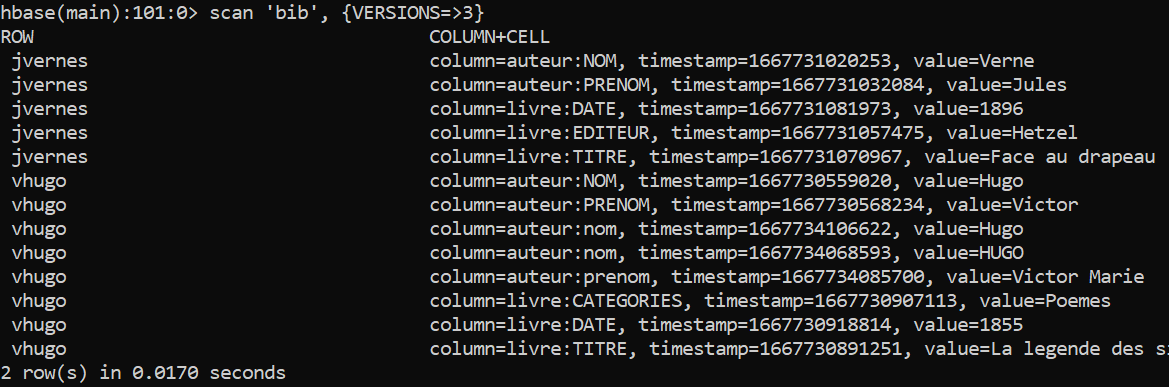 hbase(main):101:0> scan 'bib', {VERSIONS=>3}
ROW COLUMN+CELL
jvernes column=auteur:NOM, timestamp=1667731020253, value=Verne
jvernes column=auteur:PRENOM, timestamp=1667731032084, value=Jules
jvernes column=livre:DATE, timestamp=1667731081973, value=1896
jvernes column=livre:EDITEUR, timestamp=1667731057475, value=Hetzel
jvernes column=livre:TITRE, timestamp=1667731070967, value=Face au drapeau
vhugo column=auteur:NOM, timestamp=1667730559020, value=Hugo
vhugo column=auteur:PRENOM, timestamp=1667730568234, value=Victor
vhugo column=auteur:nom, timestamp=1667734106622, value=Hugo
vhugo column=auteur:nom, timestamp=1667734068593, value=HUGO
vhugo column=auteur:prenom, timestamp=1667734085700, value=Victor Marie
vhugo column=livre:CATEGORIES, timestamp=1667730907113, value=Poemes
vhugo column=livre:DATE, timestamp=1667730918814, value=1855
vhugo column=livre:TITRE, timestamp=1667730891251, value=La legende des
2 row(s) in 0.0170 seconds